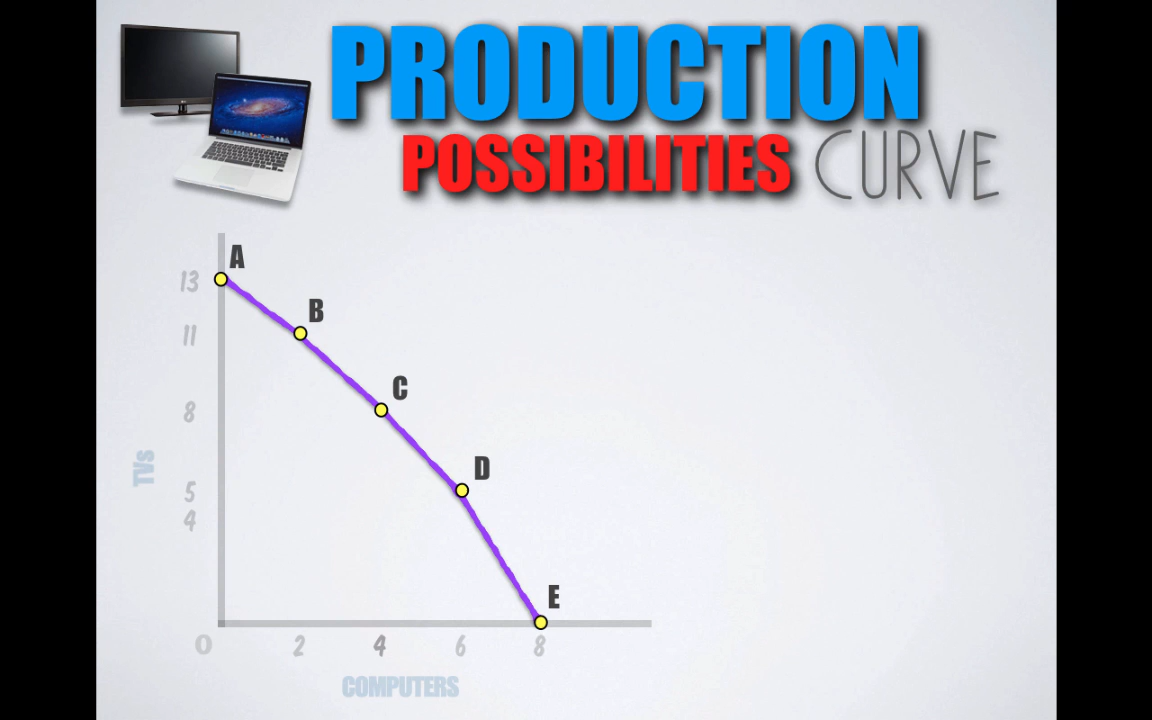 PRODUCTION
POSSIBILITIES CURVE
A
13
B
11
C
8
D
TVs
5
4
E
0 2 4 6 8
COMPUTERS